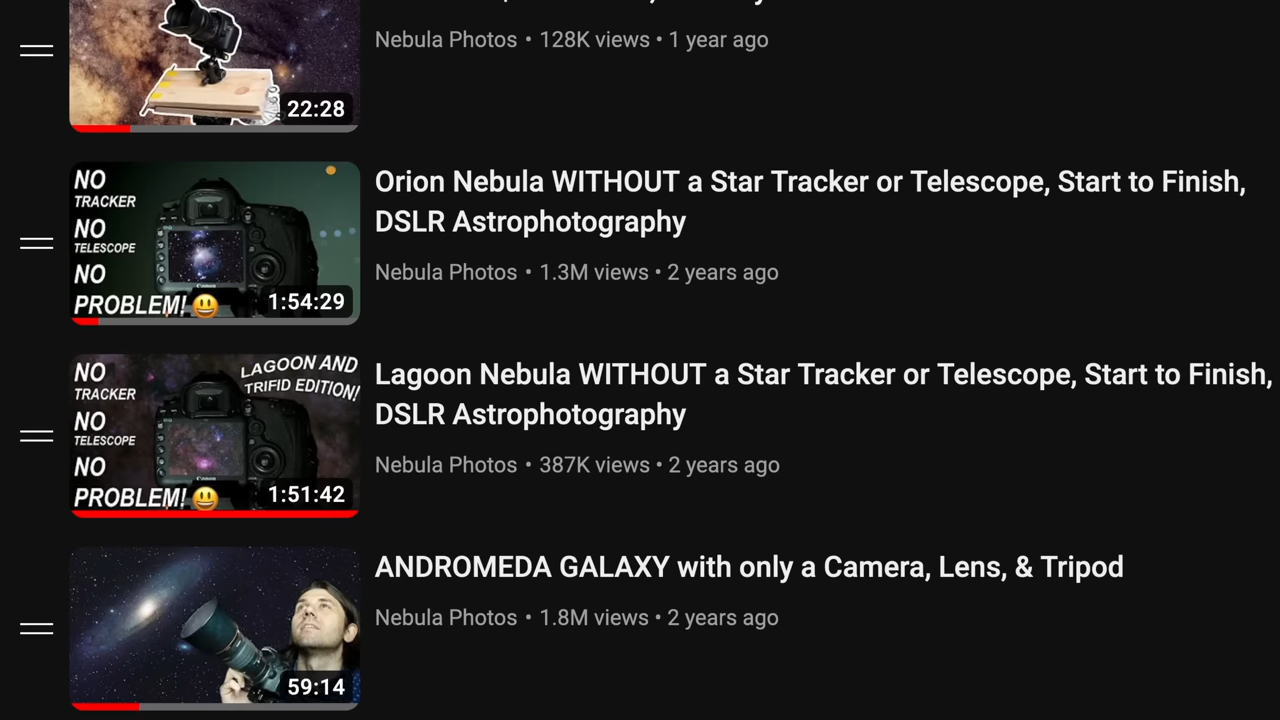 Nebula Photos • 128K views • 1 year ago
22:28
NO
TRACKER
NO
TELESCOPE
NO
PROBLEM! 😃
Canon
1:54:29
Orion Nebula WITHOUT a Star Tracker or Telescope, Start to Finish,
DSLR Astrophotography
Nebula Photos • 1.3M views • 2 years ago
NO
TRACKER
NO
TELESCOPE
NO
PROBLEM! 😃
LAGOON AND
TRIFID EDITION!
Canon
1:51:42
Lagoon Nebula WITHOUT a Star Tracker or Telescope, Start to Finish,
DSLR Astrophotography
Nebula Photos • 387K views • 2 years ago
59:14
ANDROMEDA GALAXY with only a Camera, Lens, & Tripod
Nebula Photos • 1.8M views • 2 years ago